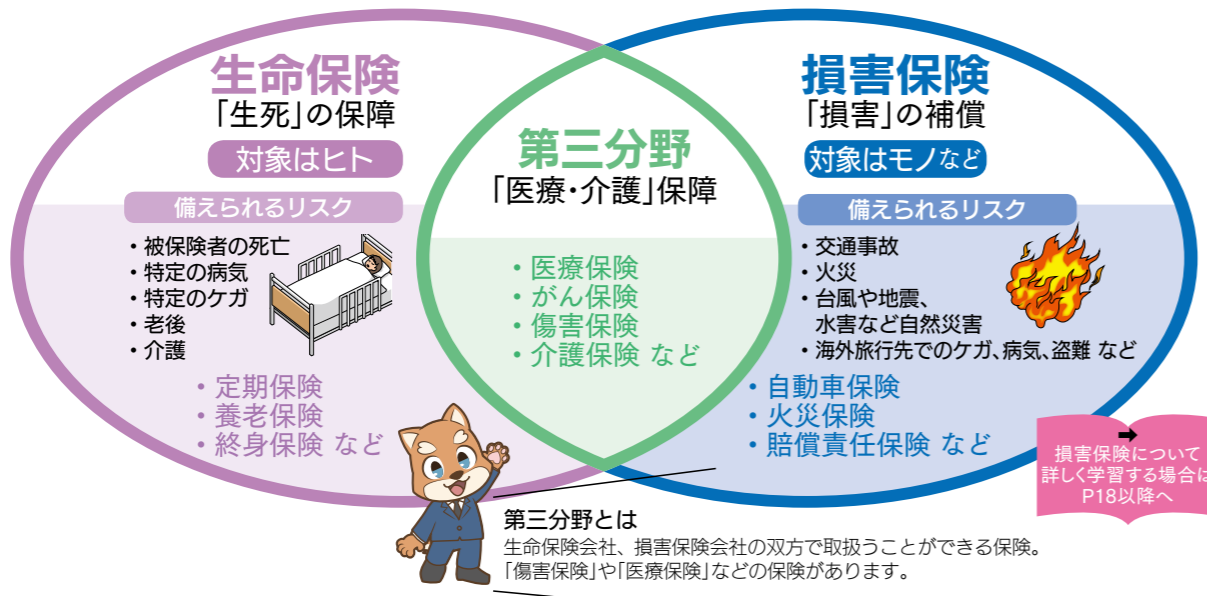 生命保険
「生死」の保障
対象はヒト
備えられるリスク
・被保険者の死亡
・特定の病気
・特定のケガ
・老後
・介護
・定期保険
・養老保険
・終身保険 など
第三分野
「医療・介護」保障
・医療保険
・がん保険
・傷害保険
・介護保険 など
損害保険
「損害」の補償
対象はモノなど
備えられるリスク
・交通事故
・火災
・台風や地震、
水害など自然災害
・海外旅行先でのケガ、病気、盗難 など
・自動車保険
・火災保険
・賠償責任保険 など
➡
損害保険について
詳しく学習する場合は
P18以降へ
第三分野とは
生命保険会社、損害保険会社の双方で取扱うことができる保険。
「傷害保険」や「医療保険」などの保険があります。